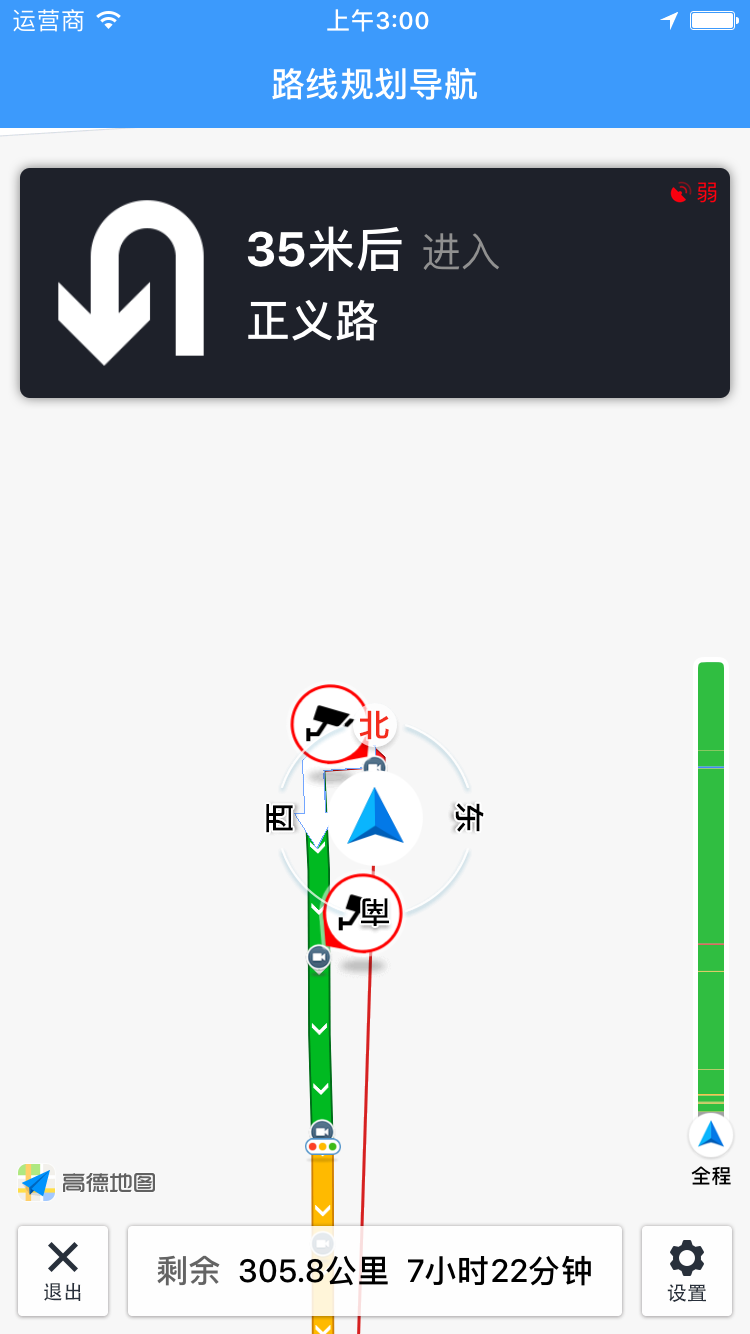 运营商 上午3:00
路线规划导航
弱
35米后 进入
正义路
北
西 东
南
高德地图
全程
退出
剩余 305.8公里 7小时22分钟
设置